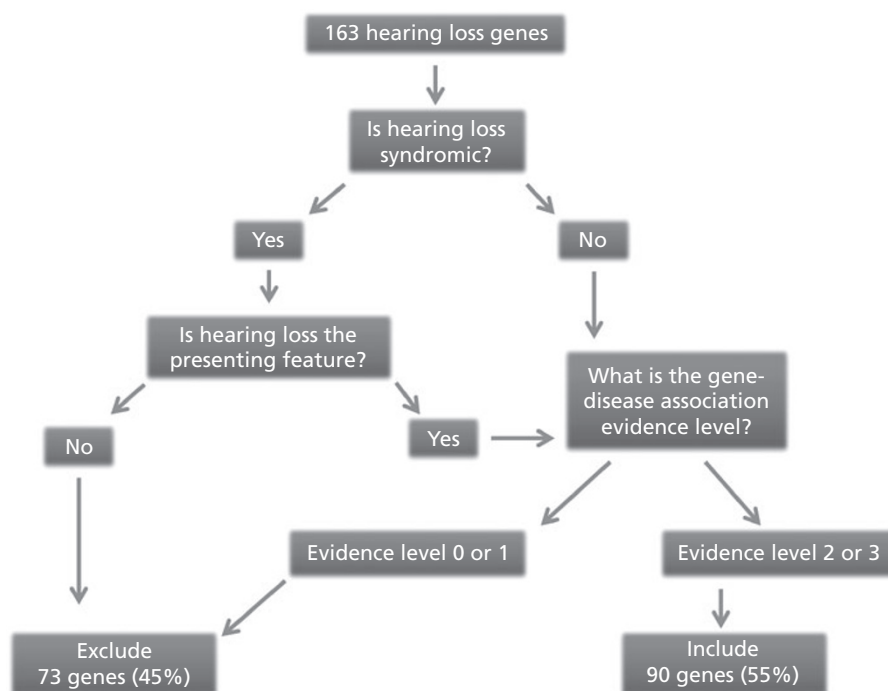 163 hearing loss genes
Is hearing loss
syndromic?
Yes
No
Is hearing loss the
presenting feature?
What is the gene-
disease association
evidence level?
No
Yes
Evidence level 0 or 1
Evidence level 2 or 3
Exclude
73 genes (45%)
Include
90 genes (55%)